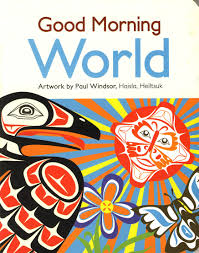 Good Morning
World
Artwork by Paul Windsor, Haisla, Heiltsuk